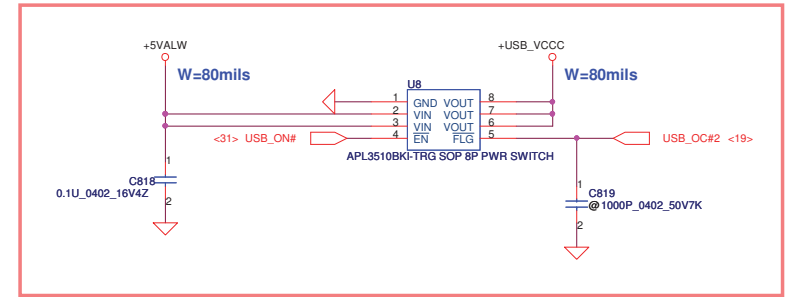 +5VALW
+USB_VCCC
W=80mils
W=80mils
U8
1 GND VOUT 8
2 VIN VOUT 7
3 VIN VOUT 6
<31> USB_ON# 4 EN FLG 5 USB_OC#2 <19>
APL3510BKI-TRG SOP 8P PWR SWITCH
1
C818
0.1U_0402_16V4Z
2
1
C819
@1000P_0402_50V7K
2